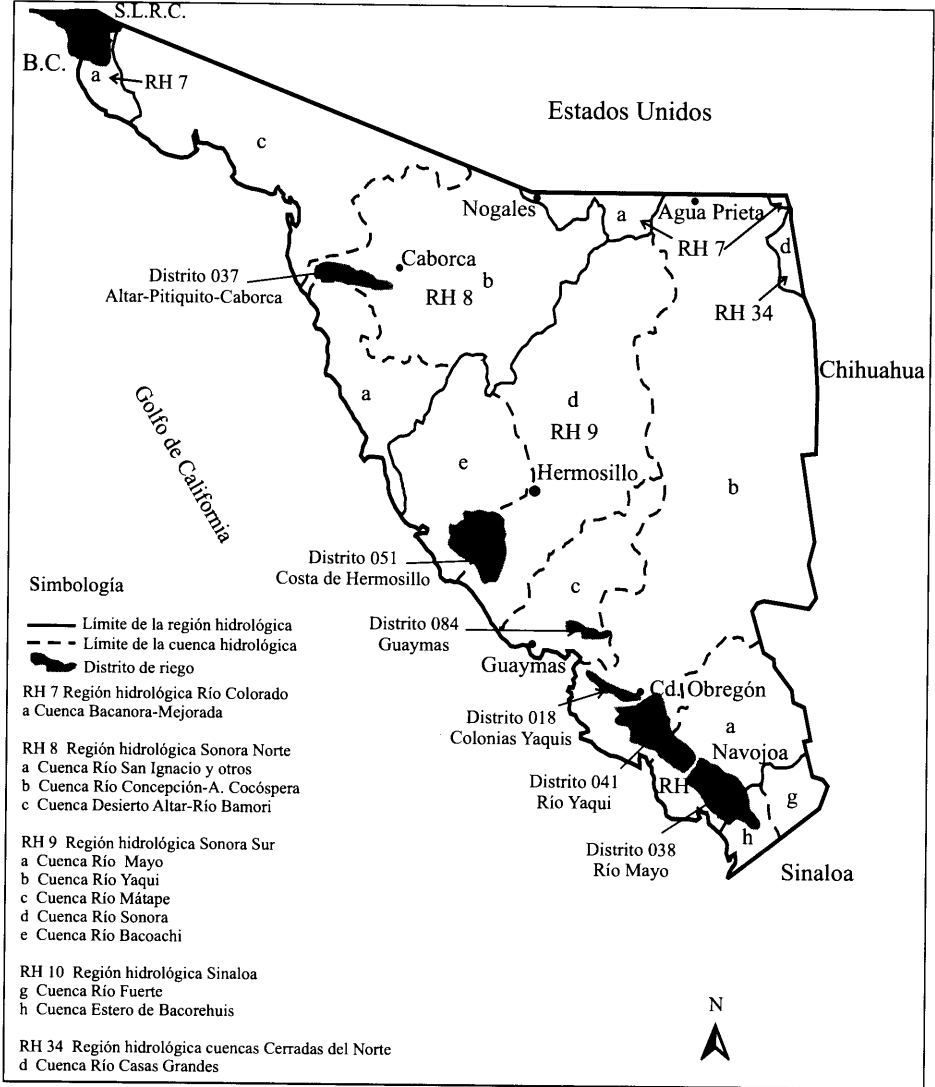 S.L.R.C.
B.C.
a
RH 7
Estados Unidos
c
Nogales
a
Agua Prieta
RH 7
d
Caborca
b
RH 8
Distrito 037
Altar-Pitiquito-Caborca
RH 34
Chihuahua
a
d
RH 9
Golfo de California
e
Hermosillo
b
Distrito 051
Costa de Hermosillo
c
Distrito 084
Guaymas
Guaymas
Cd. Obregón
Distrito 018
Colonias Yaquis
a
Navojoa
Distrito 041
Río Yaqui
RH
g
h
Distrito 038
Río Mayo
Sinaloa
Simbología
Límite de la región hidrológica
Límite de la cuenca hidrológica
Distrito de riego
RH 7 Región hidrológica Río Colorado
a Cuenca Bacanora-Mejorada
RH 8 Región hidrológica Sonora Norte
a Cuenca Río San Ignacio y otros
b Cuenca Río Concepción-A. Cocóspera
c Cuenca Desierto Altar-Río Bamori
RH 9 Región hidrológica Sonora Sur
a Cuenca Río Mayo
b Cuenca Río Yaqui
c Cuenca Río Mátape
d Cuenca Río Sonora
e Cuenca Río Bacoachi
RH 10 Región hidrológica Sinaloa
g Cuenca Río Fuerte
h Cuenca Estero de Bacorehuis
RH 34 Región hidrológica cuencas Cerradas del Norte
d Cuenca Río Casas Grandes
N